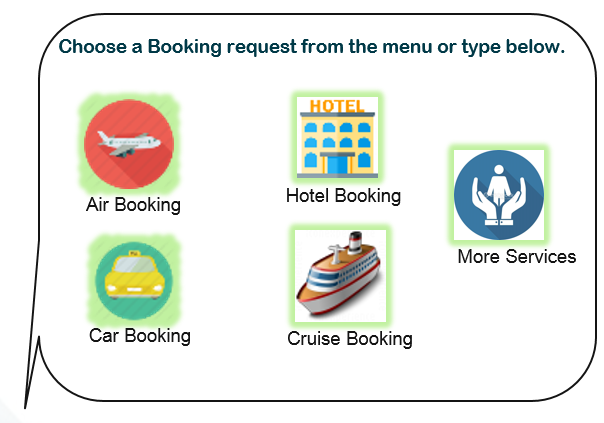 Choose a Booking request from the menu or type below.
HOTEL
Air Booking
Hotel Booking
More Services
Car Booking
Cruise Booking